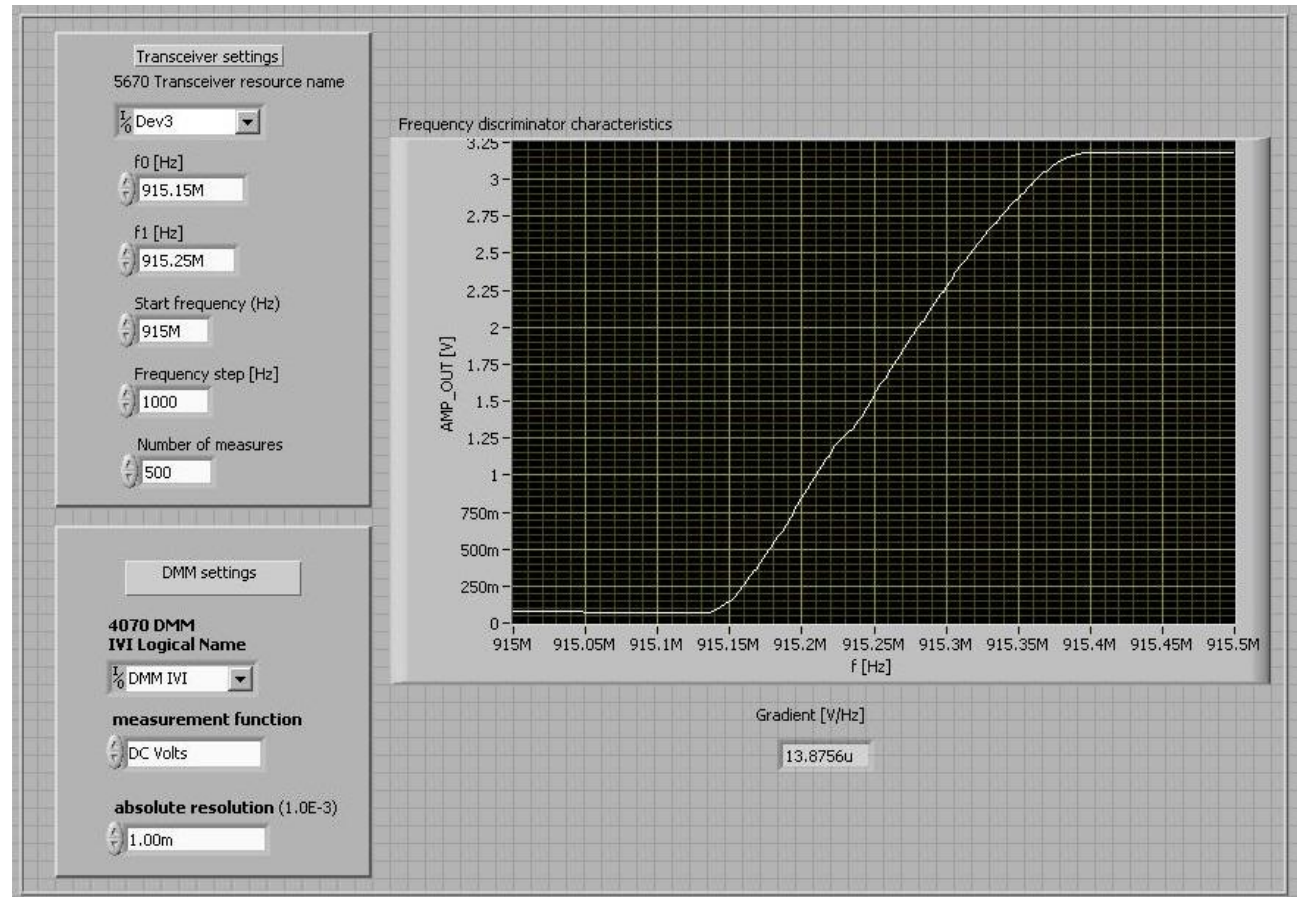 Transceiver settings
5670 Transceiver resource name
Dev3
f0 [Hz]
915.15M
f1 [Hz]
915.25M
Start frequency (Hz)
915M
Frequency step [Hz]
1000
Number of measures
500
DMM settings
4070 DMM
IVI Logical Name
DMM IVI
measurement function
DC Volts
absolute resolution (1.0E-3)
1.00m
Frequency discriminator characteristics
3.25
3
2.75
2.5
2.25
2
1.75
1.5
1.25
1
750m
500m
250m
0
AMP_OUT [V]
915M 915.05M 915.1M 915.15M 915.2M 915.25M 915.3M 915.35M 915.4M 915.45M 915.5M
f [Hz]
Gradient [V/Hz]
13.8756u